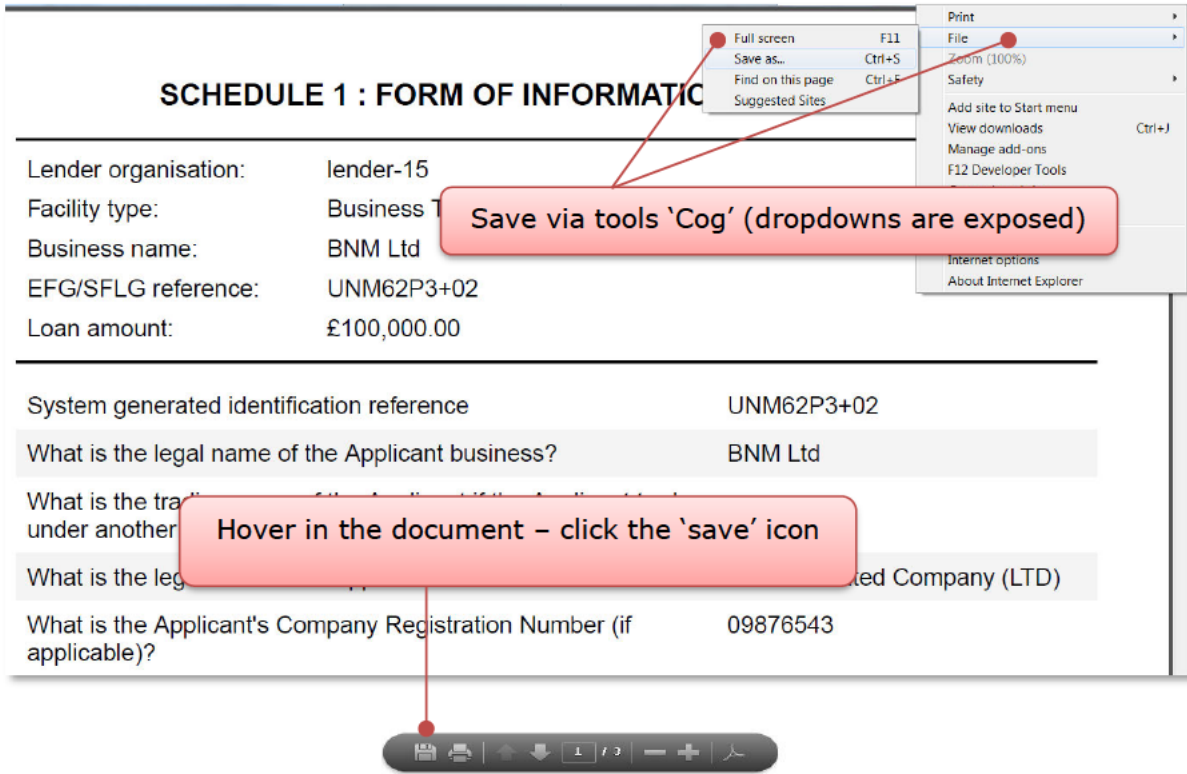 Print
File
Zoom (100%)
Safety
Add site to Start menu
View downloads Ctrl+J
Manage add-ons
F12 Developer Tools
Internet options
About Internet Explorer
Full screen F11
Save as... Ctrl+S
Find on this page Ctrl+F
Suggested Sites
SCHEDULE 1 : FORM OF
Lender organisation: lender-15
Facility type: Business
Business name: BNM Ltd
EFG/SFLG reference: UNM62P3+02
Loan amount: £100,000.00
Save via tools ‘Cog’ (dropdowns are exposed)
System generated identification reference UNM62P3+02
What is the legal name of the Applicant business? BNM Ltd
What is the
under another
Hover in the document – click the ‘save’ icon
What is the Company (LTD)
What is the Applicant's Company Registration Number (if 09876543
applicable)?
1 / 3